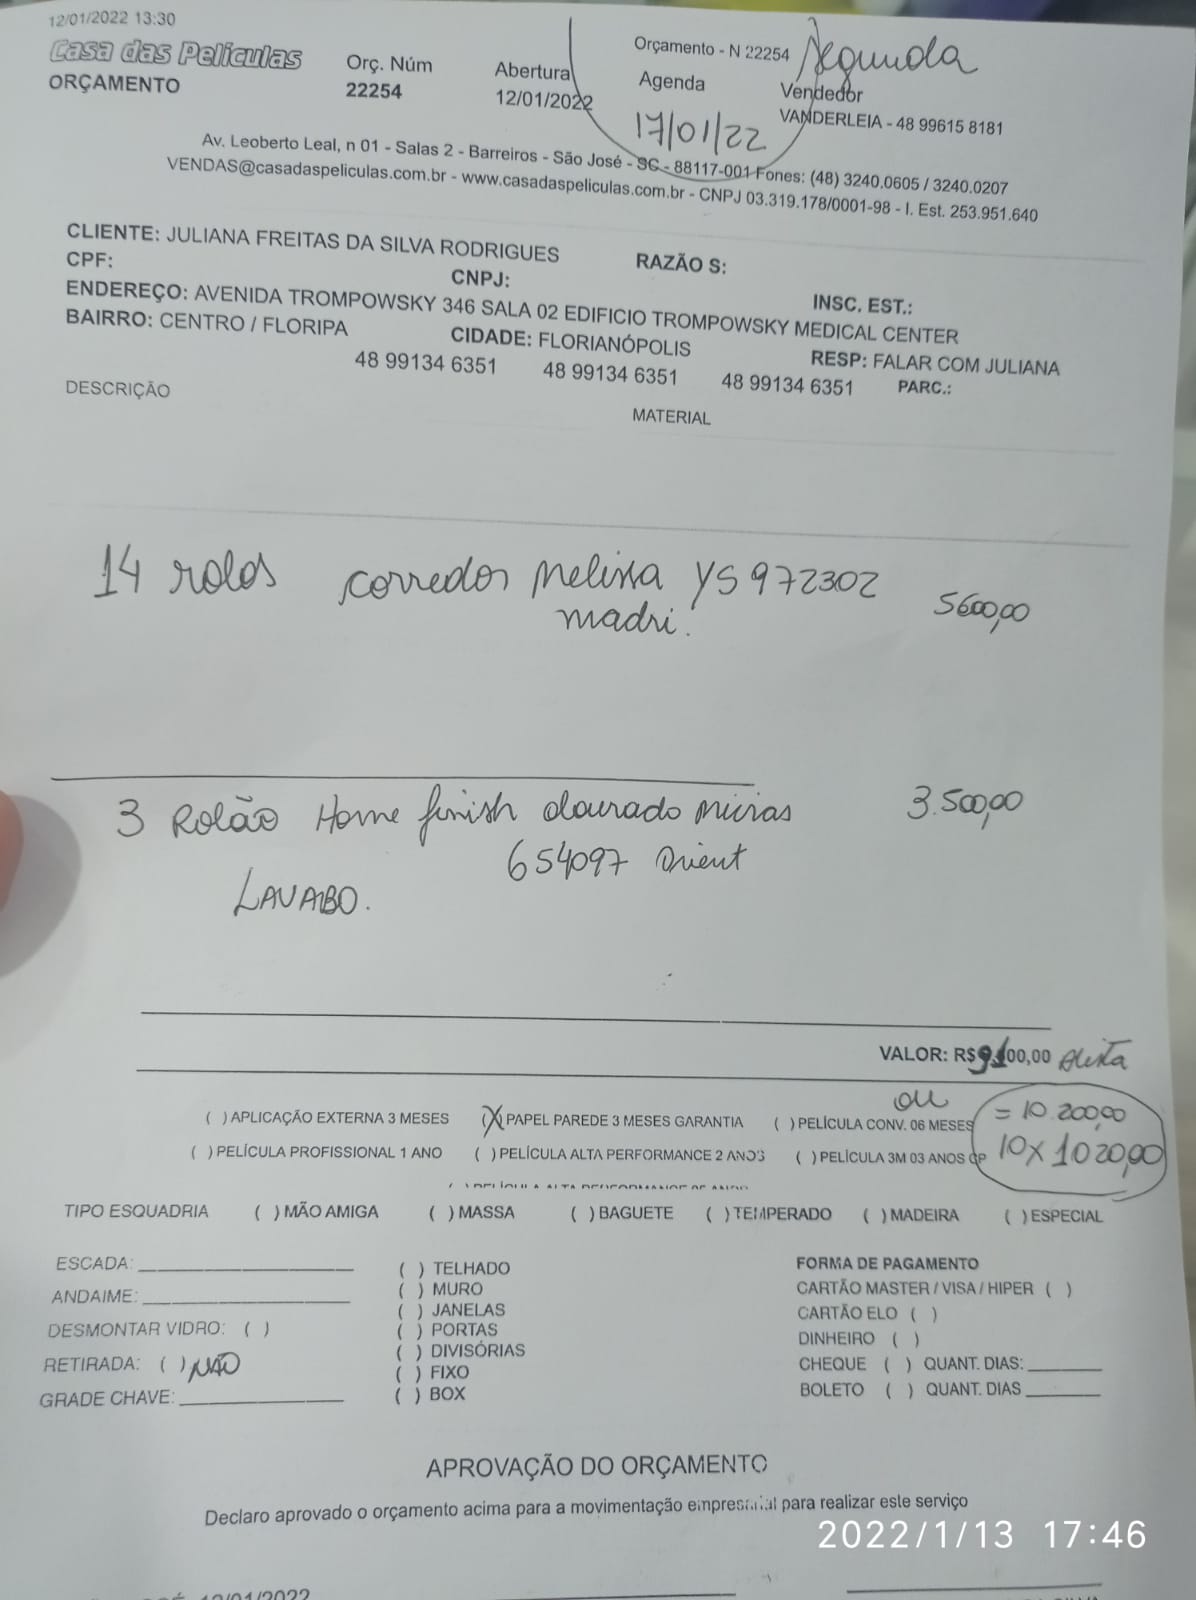 12/01/2022 13:30
Casa das Películas
ORÇAMENTO
Orç. Núm
22254
Abertura
12/01/2022
Orçamento - N 22254
Segunda
Agenda
17/01/22
Vendedor
VANDERLEIA - 48 99615 8181
Av. Leoberto Leal, n 01 - Salas 2 - Barreiros - São José - SC - 88117-001 Fones: (48) 3240.0605 / 3240.0207
VENDAS@casadaspeliculas.com.br - www.casadaspeliculas.com.br - CNPJ 03.319.178/0001-98 - I. Est. 253.951.640
CLIENTE: JULIANA FREITAS DA SILVA RODRIGUES RAZÃO S:
CPF: CNPJ: INSC. EST.:
ENDEREÇO: AVENIDA TROMPOWSKY 346 SALA 02 EDIFICIO TROMPOWSKY MEDICAL CENTER
BAIRRO: CENTRO / FLORIPA CIDADE: FLORIANÓPOLIS RESP: FALAR COM JULIANA
48 99134 6351 48 99134 6351 48 99134 6351 PARC.:
DESCRIÇÃO MATERIAL
14 rolos corredor melissa YS972302 5600,00
madri.
3 Rolão Home finish dourado 3.500,00
654097 Orient
LAVABO.
VALOR: R$9.100,00
ou
= 10.200,00
10x 1020,00
( ) APLICAÇÃO EXTERNA 3 MESES (X) PAPEL PAREDE 3 MESES GARANTIA ( ) PELÍCULA CONV. 06 MESES
( ) PELÍCULA PROFISSIONAL 1 ANO ( ) PELÍCULA ALTA PERFORMANCE 2 ANOS ( ) PELÍCULA 3M 03 ANOS
TIPO ESQUADRIA ( ) MÃO AMIGA ( ) MASSA ( ) BAGUETE ( ) TEMPERADO ( ) MADEIRA ( ) ESPECIAL
ESCADA:
ANDAIME:
DESMONTAR VIDRO: ( )
RETIRADA: ( ) NÃO
GRADE CHAVE:
( ) TELHADO
( ) MURO
( ) JANELAS
( ) PORTAS
( ) DIVISÓRIAS
( ) FIXO
( ) BOX
FORMA DE PAGAMENTO
CARTÃO MASTER / VISA / HIPER ( )
CARTÃO ELO ( )
DINHEIRO ( )
CHEQUE ( ) QUANT. DIAS:
BOLETO ( ) QUANT. DIAS
APROVAÇÃO DO ORÇAMENTO
Declaro aprovado o orçamento acima para a movimentação empresarial para realizar este serviço
2022/1/13 17:46